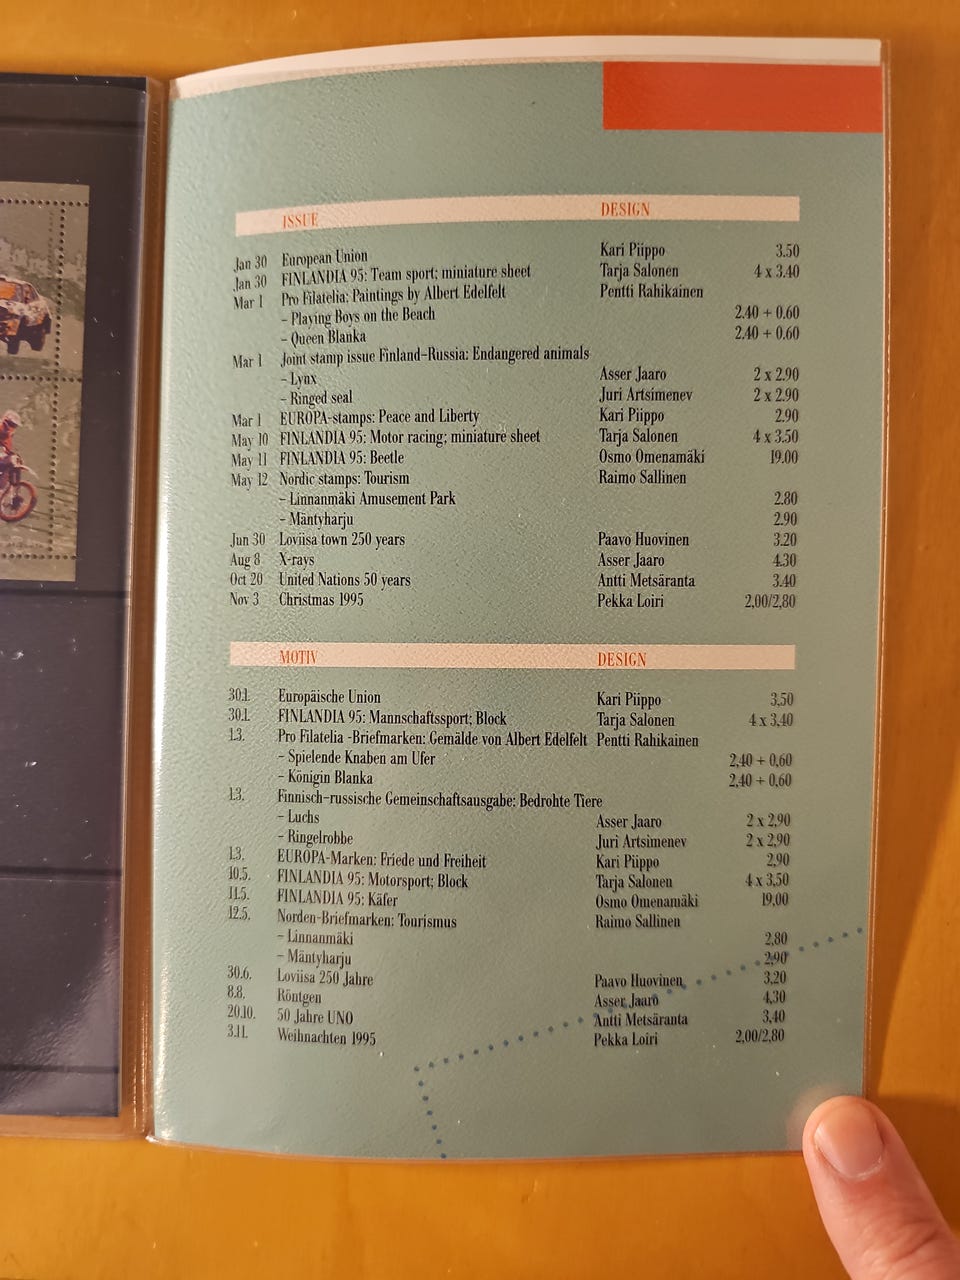 ISSUE DESIGN
Jan 30 European Union Kari Piippo 3.50
Jan 30 FINLANDIA 95: Team sport; miniature sheet Tarja Salonen 4 x 3.40
Mar 1 Pro Filatelia: Paintings by Albert Edelfelt Pentti Rahikainen
– Playing Boys on the Beach 2.40 + 0.60
– Queen Blanka 2.40 + 0.60
Mar 1 Joint stamp issue Finland–Russia: Endangered animals
– Lynx Asser Jaaro 2 x 2.90
– Ringed seal Juri Artsimenev 2 x 2.90
Mar 1 EUROPA-stamps: Peace and Liberty Kari Piippo 2.90
May 10 FINLANDIA 95: Motor racing; miniature sheet Tarja Salonen 4 x 3.50
May 11 FINLANDIA 95: Beetle Osmo Omenamäki 19.00
May 12 Nordic stamps: Tourism Raimo Sallinen
– Linnanmäki Amusement Park 2.80
– Mäntyharju 2.90
Jun 30 Loviisa town 250 years Paavo Huovinen 3.20
Aug 8 X-rays Asser Jaaro 4.30
Oct 20 United Nations 50 years Antti Metsäranta 3.40
Nov 3 Christmas 1995 Pekka Loiri 2,00/2,80
MOTIV DESIGN
30.1. Europäische Union Kari Piippo 3,50
30.1. FINLANDIA 95: Mannschaftssport; Block Tarja Salonen 4 x 3,40
1.3. Pro Filatelia -Briefmarken: Gemälde von Albert Edelfelt Pentti Rahikainen
– Spielende Knaben am Ufer 2,40 + 0,60
– Königin Blanka 2,40 + 0,60
1.3. Finnisch-russische Gemeinschaftsausgabe: Bedrohte Tiere
– Luchs Asser Jaaro 2 x 2,90
– Ringelrobbe Juri Artsimenev 2 x 2,90
1.3. EUROPA-Marken: Friede und Freiheit Kari Piippo 2,90
10.5. FINLANDIA 95: Motorsport; Block Tarja Salonen 4 x 3,50
11.5. FINLANDIA 95: Käfer Osmo Omenamäki 19,00
12.5. Norden-Briefmarken: Tourismus Raimo Sallinen
– Linnanmäki 2,80
– Mäntyharju 2,90
30.6. Loviisa 250 Jahre Paavo Huovinen 3,20
8.8. Röntgen Asser Jaaro 4,30
20.10. 50 Jahre UNO Antti Metsäranta 3,40
3.11. Weihnachten 1995 Pekka Loiri 2,00/2,80